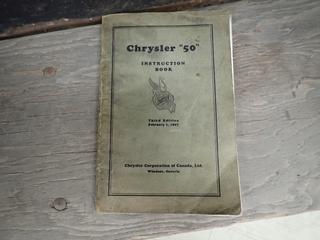 Chrysler "50"
INSTRUCTION
BOOK
Third Edition
February 1, 1927
Chrysler Corporation of Canada, Ltd.
Windsor, Ontario